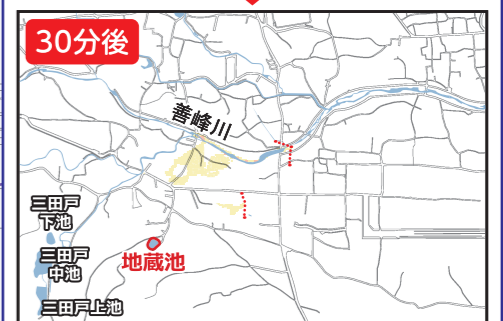 30分後
善峰川
三田戸
下池
三田戸
中池
地蔵池
三田戸上池